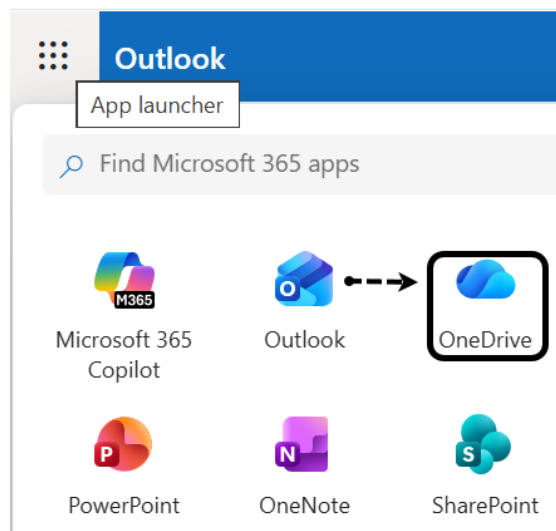 Outlook
App launcher
Find Microsoft 365 apps
M365
O
Microsoft 365
Copilot
Outlook
OneDrive
P
N
S
PowerPoint
OneNote
SharePoint